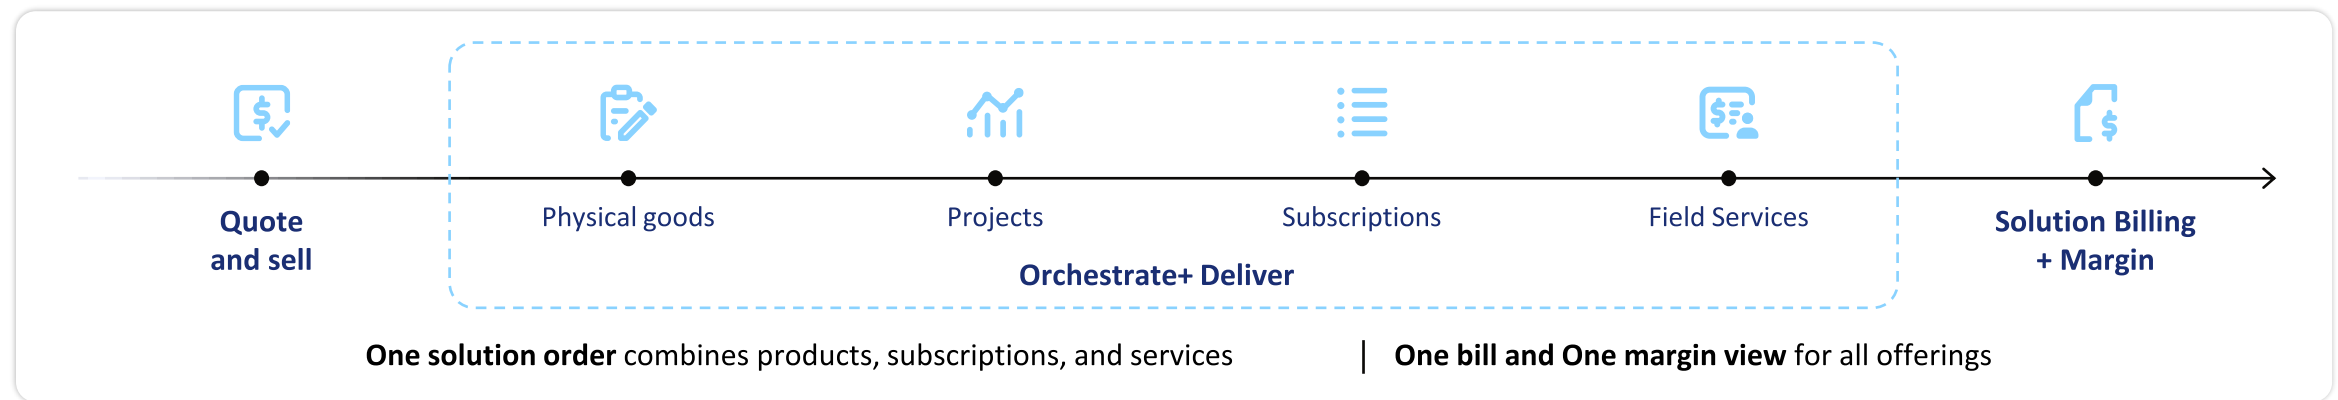 Quote
and sell
Physical goods
Projects
Subscriptions
Field Services
Orchestrate+ Deliver
Solution Billing
+ Margin
One solution order combines products, subscriptions, and services | One bill and One margin view for all offerings